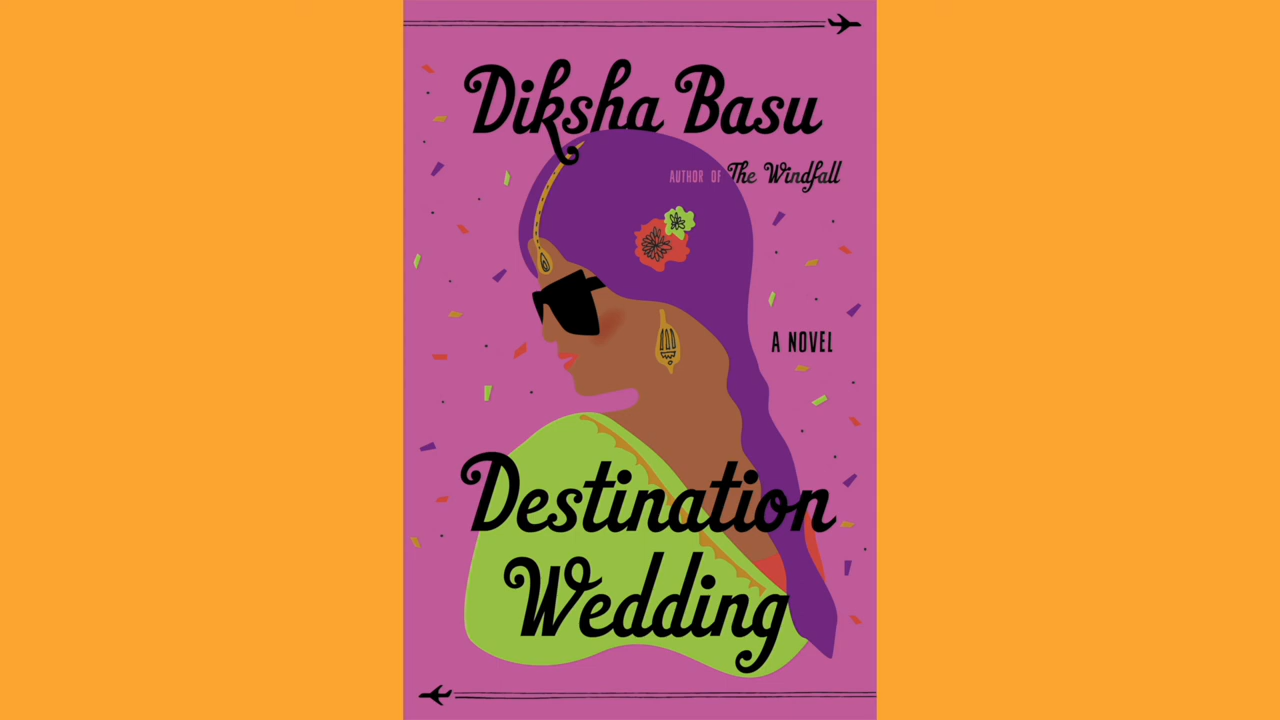 Diksha Basu
AUTHOR OF The Windfall
A NOVEL
Destination
Wedding